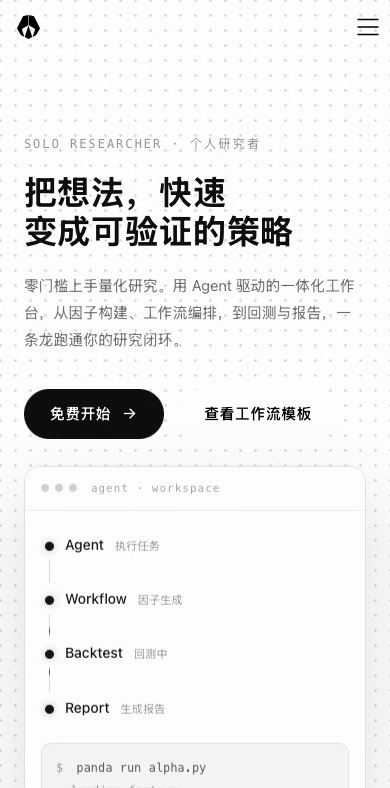 SOLO RESEARCHER · 个人研究者
把想法，快速
变成可验证的策略
零门槛上手量化研究。用 Agent 驱动的一体化工作
台，从因子构建、工作流编排，到回测与报告，一
条龙跑通你的研究闭环。
免费开始 →
查看工作流模板
agent · workspace
Agent 执行任务
Workflow 因子生成
Backtest 回测中
Report 生成报告
$ panda run alpha.py